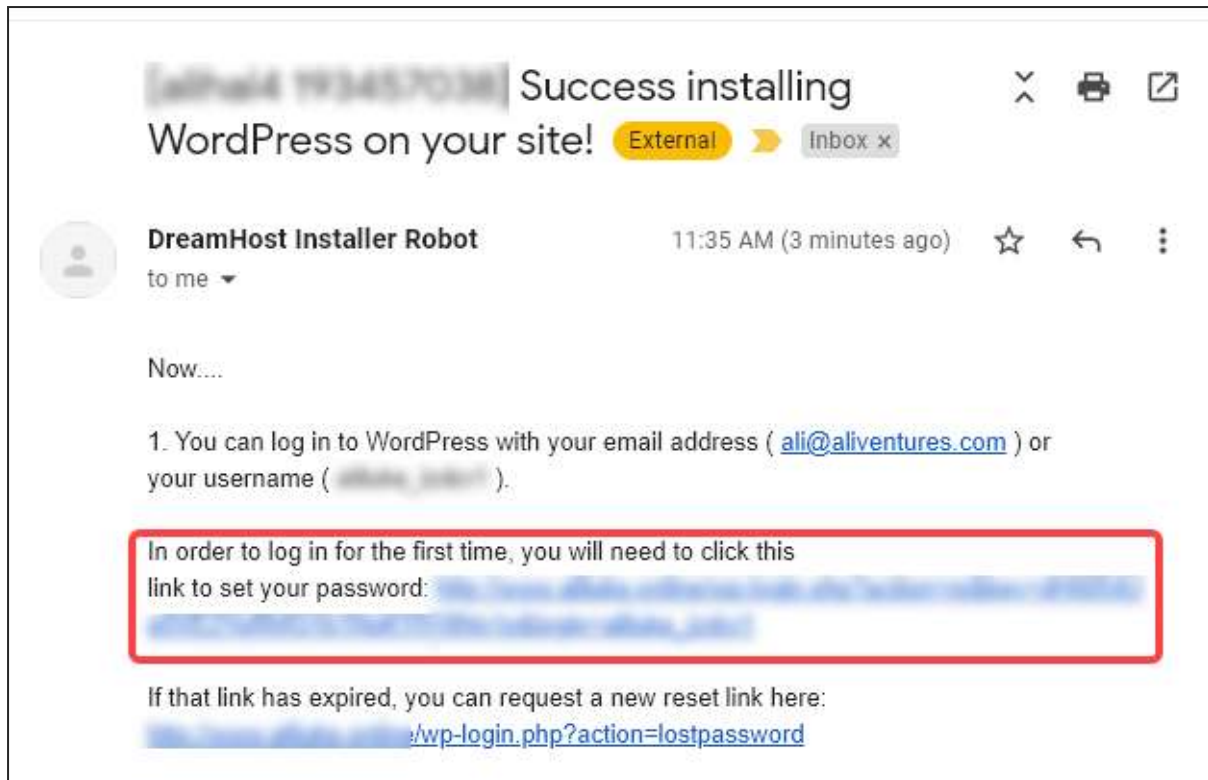 Success installing
WordPress on your site! External Inbox ×
DreamHost Installer Robot 11:35 AM (3 minutes ago)
to me
Now....
1. You can log in to WordPress with your email address ( ali@aliventures.com ) or
your username ( ).
In order to log in for the first time, you will need to click this
link to set your password:
If that link has expired, you can request a new reset link here:
/wp-login.php?action=lostpassword